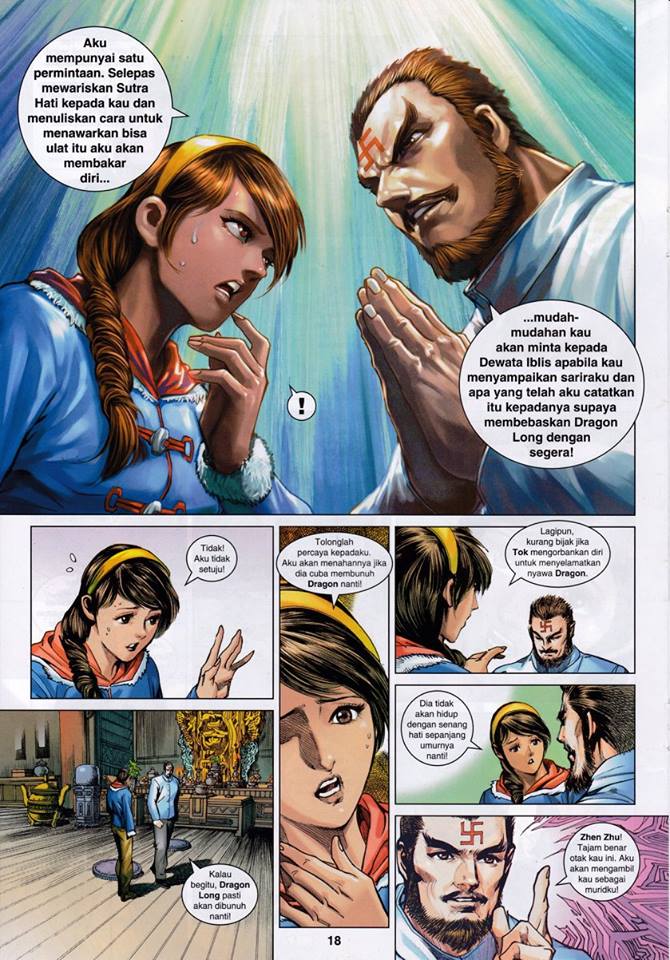 Aku
mempunyai satu
permintaan. Selepas
mewariskan Sutra
Hati kepada kau dan
menuliskan cara untuk
menawarkan bisa
ulat itu aku akan
membakar
diri...
...mudah-
mudahan kau
akan minta kepada
Dewata Iblis apabila kau
menyampaikan sariraku dan
apa yang telah aku catatkan
itu kepadanya supaya
membebaskan Dragon
Long dengan
segera!
!
Tidak!
Aku tidak
setuju!
Tolonglah
percaya kepadaku.
Aku akan menahannya jika
dia cuba membunuh
Dragon nanti!
Lagipun,
kurang bijak jika
Tok mengorbankan diri
untuk menyelamatkan
nyawa Dragon.
Dia tidak
akan hidup
dengan senang
hati sepanjang
umurnya
nanti!
Kalau
begitu, Dragon
Long pasti
akan dibunuh
nanti!
Zhen Zhu!
Tajam benar
otak kau ini. Aku
akan mengambil
kau sebagai
muridku!
18